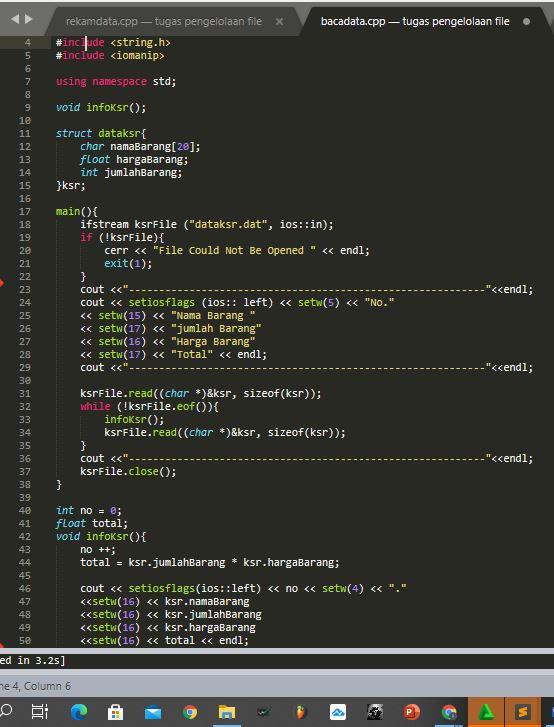 rekamdata.cpp — tugas pengelolaan file × bacadata.cpp — tugas pengelolaan file
4 #include <string.h>
5 #include <iomanip>
6
7 using namespace std;
8
9 void infoKsr();
10
11 struct dataksr{
12 char namaBarang[20];
13 float hargaBarang;
14 int jumlahBarang;
15 }ksr;
16
17 main(){
18 ifstream ksrFile ("dataksr.dat", ios::in);
19 if (!ksrFile){
20 cerr << "File Could Not Be Opened " << endl;
21 exit(1);
22 }
23 cout <<"------------------------------------------------------------------"<<endl;
24 cout << setiosflags (ios:: left) << setw(5) << "No."
25 << setw(15) << "Nama Barang "
26 << setw(17) << "jumlah Barang"
27 << setw(16) << "Harga Barang"
28 << setw(17) << "Total" << endl;
29 cout <<"------------------------------------------------------------------"<<endl;
30
31 ksrFile.read((char *)&ksr, sizeof(ksr));
32 while (!ksrFile.eof()){
33 infoKsr();
34 ksrFile.read((char *)&ksr, sizeof(ksr));
35 }
36 cout <<"------------------------------------------------------------------"<<endl;
37 ksrFile.close();
38 }
39
40 int no = 0;
41 float total;
42 void infoKsr(){
43 no ++;
44 total = ksr.jumlahBarang * ksr.hargaBarang;
45
46 cout << setiosflags(ios::left) << no << setw(4) << "."
47 <<setw(16) << ksr.namaBarang
48 <<setw(16) << ksr.jumlahBarang
49 <<setw(16) << ksr.hargaBarang
50 <<setw(16) << total << endl;
ed in 3.2s]
ne 4, Column 6